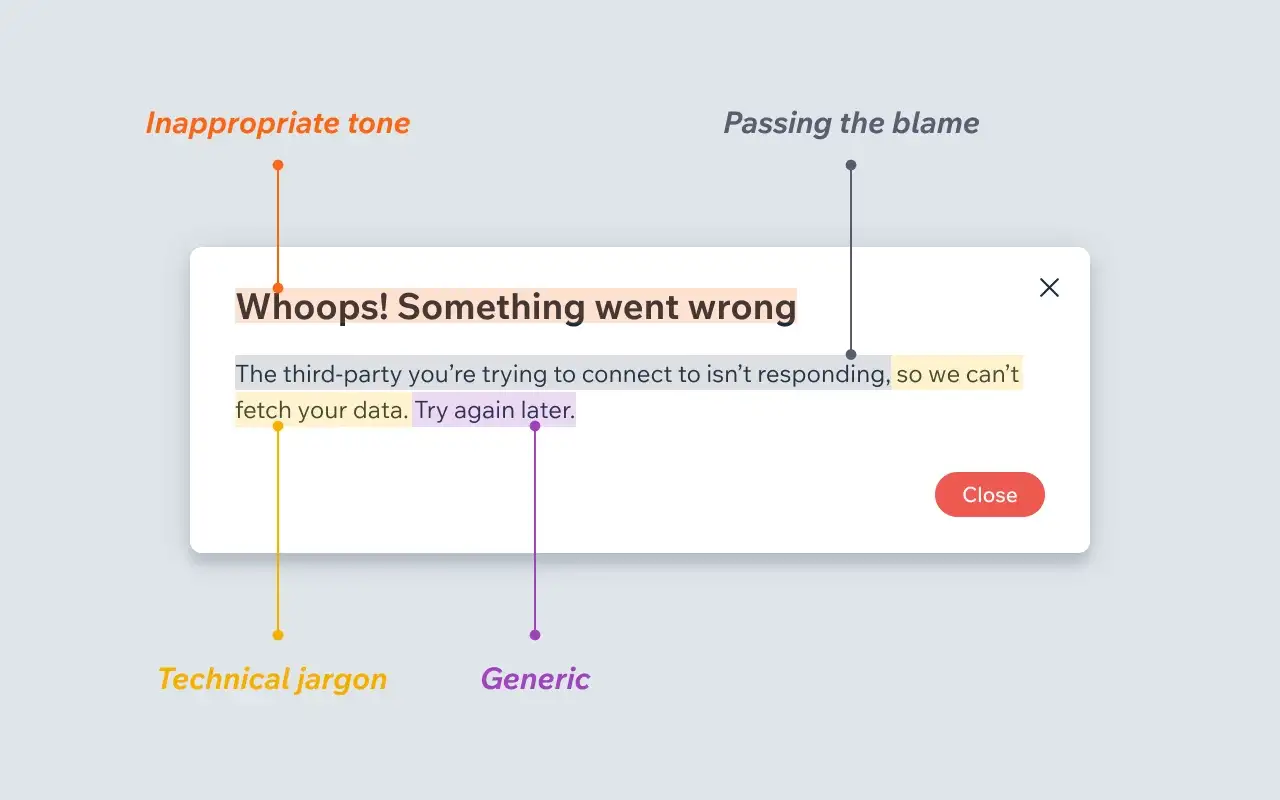 Inappropriate tone
Passing the blame
Whoops! Something went wrong
The third-party you’re trying to connect to isn’t responding, so we can’t
fetch your data. Try again later.
Close
Technical jargon
Generic